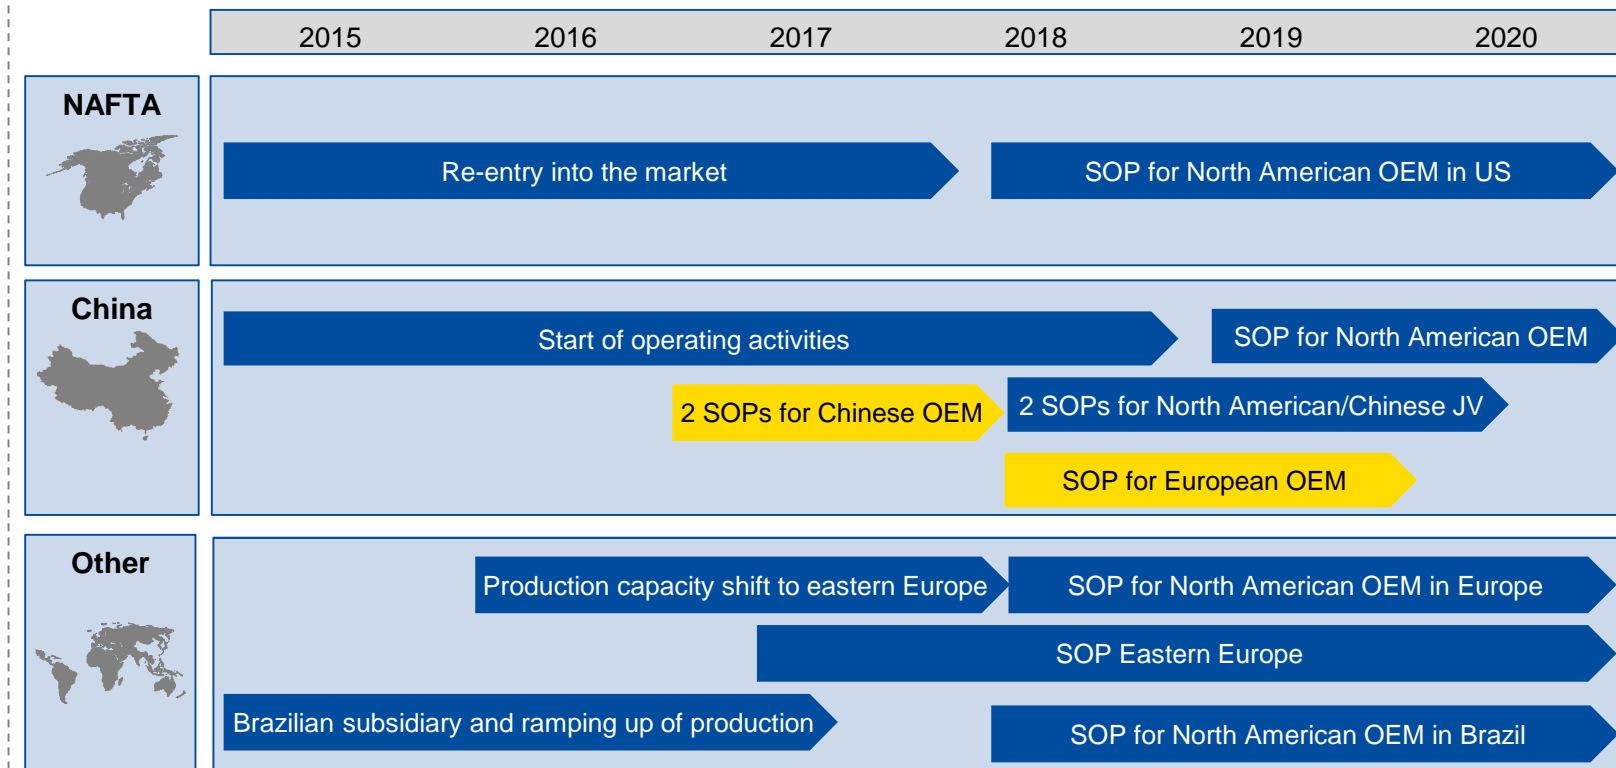 2015 2016 2017 2018 2019 2020
NAFTA
Re-entry into the market
SOP for North American OEM in US
China
Start of operating activities
SOP for North American OEM
2 SOPs for Chinese OEM
2 SOPs for North American/Chinese JV
SOP for European OEM
Other
Production capacity shift to eastern Europe
SOP for North American OEM in Europe
SOP Eastern Europe
Brazilian subsidiary and ramping up of production
SOP for North American OEM in Brazil